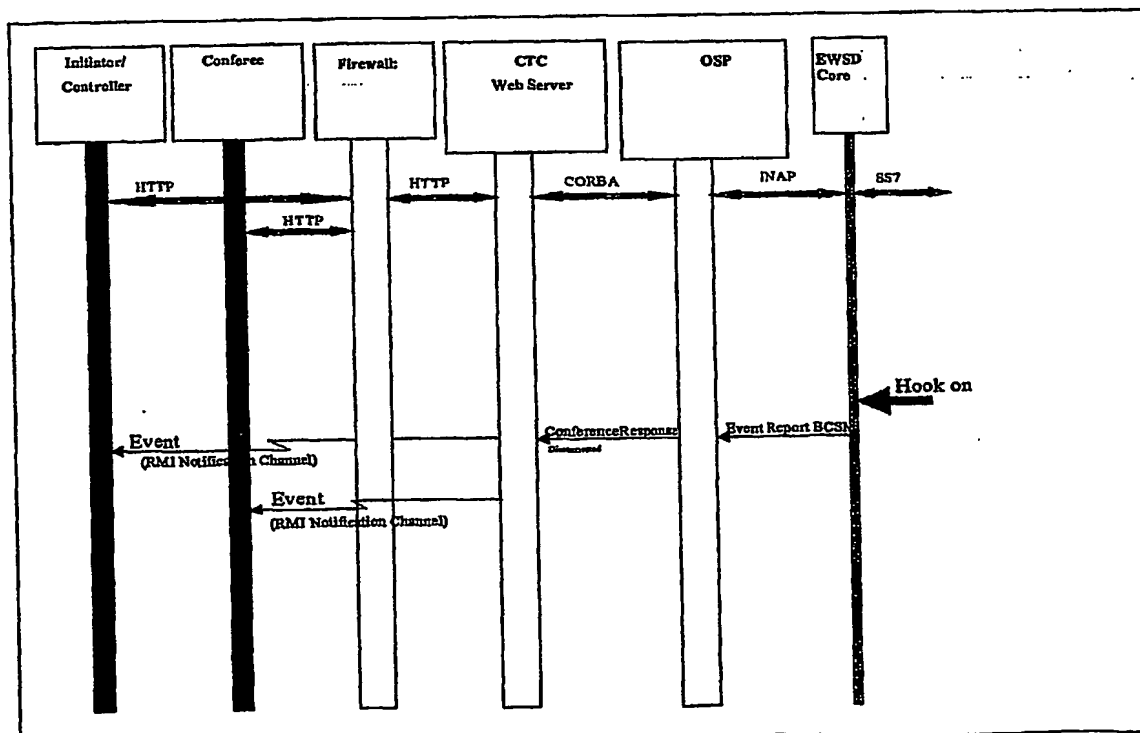 Initiator/
Controller
Conferee
Firewall:
CTC
Web Server
OSP
EWSD
Core
HTTP
HTTP
CORBA
INAP
SS7
HTTP
Hook on
Event
(RMI Notification Channel)
ConferenceResponse
Disconnected
Event Report BCSM
Event
(RMI Notification Channel)